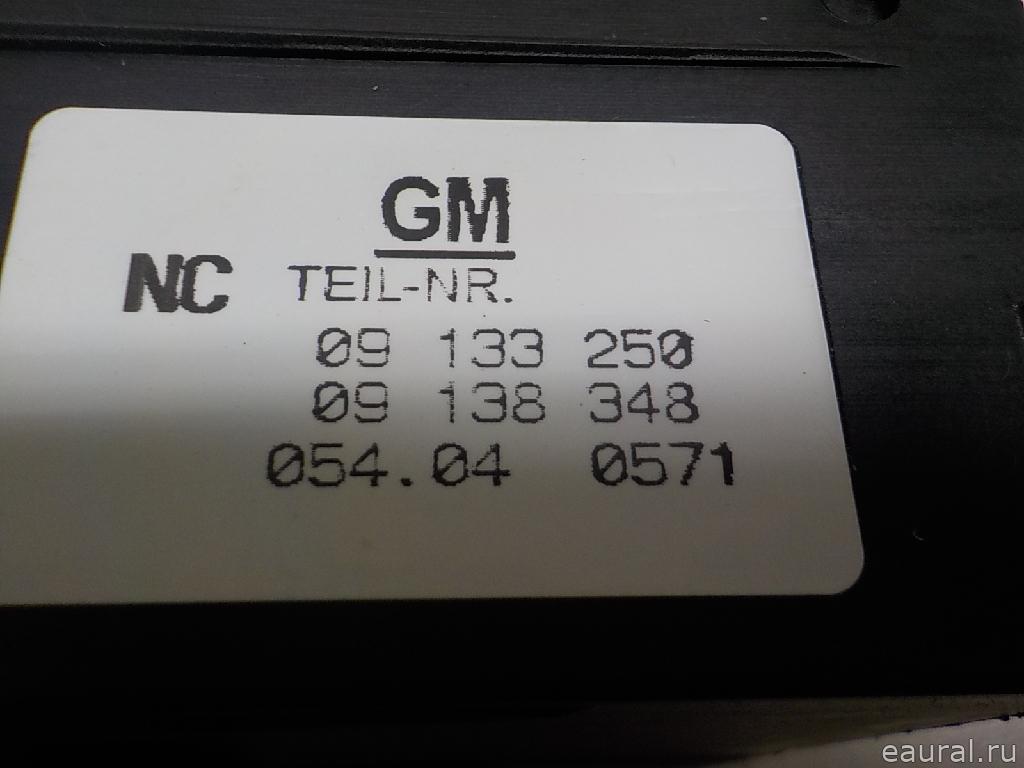 GM
NC TEIL-NR.
09 133 250
09 138 348
054.04 0571
eaural.ru